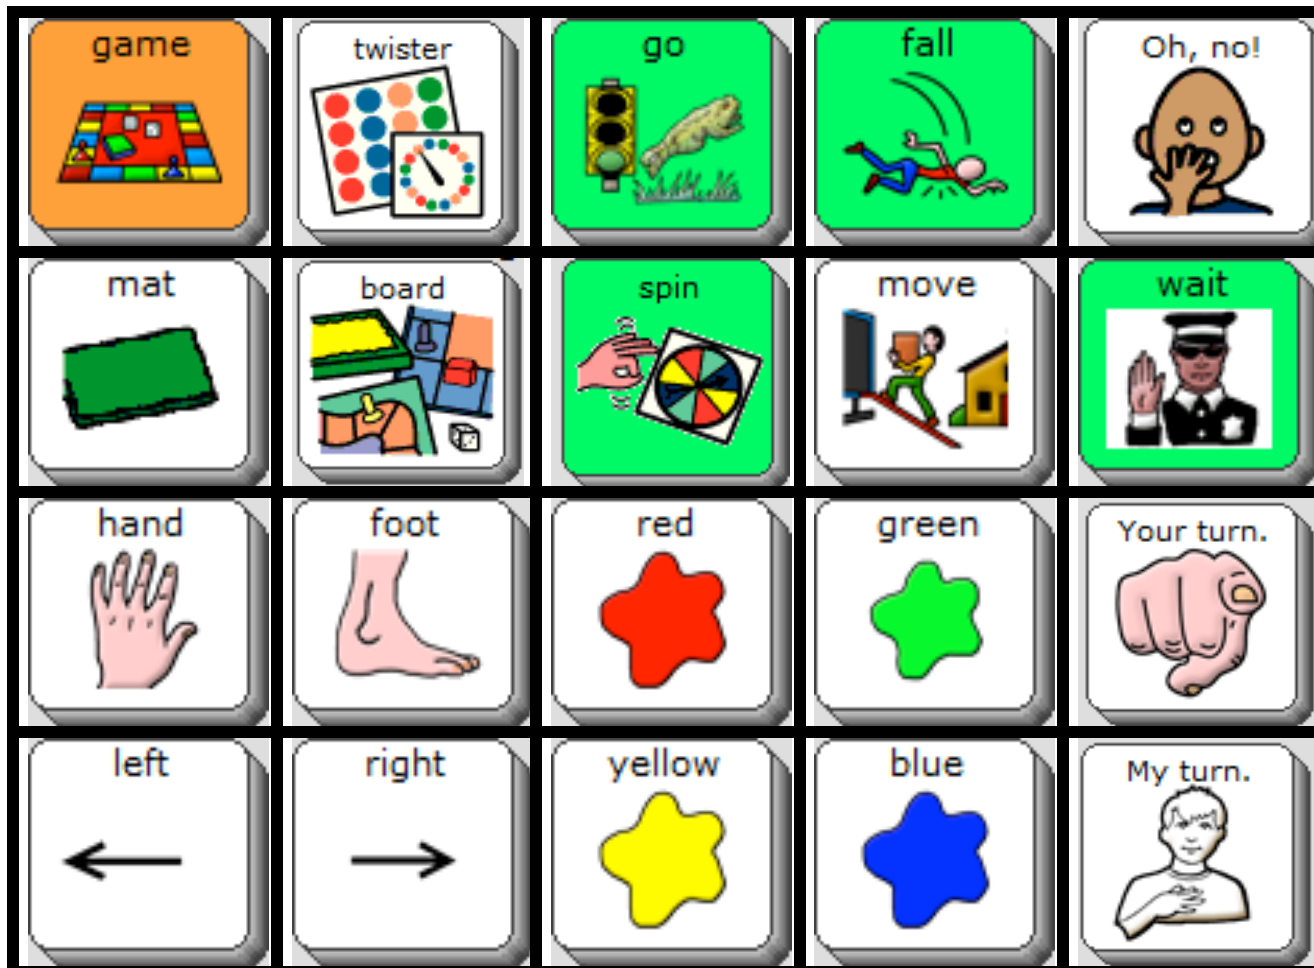 game
twister
go
fall
Oh, no!
mat
board
spin
move
wait
hand
foot
red
green
Your turn.
left
right
yellow
blue
My turn.